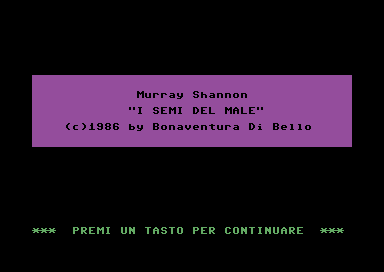 Murray Shannon
"I SEMI DEL MALE"
(c)1986 by Bonaventura Di Bello
*** PREMI UN TASTO PER CONTINUARE ***